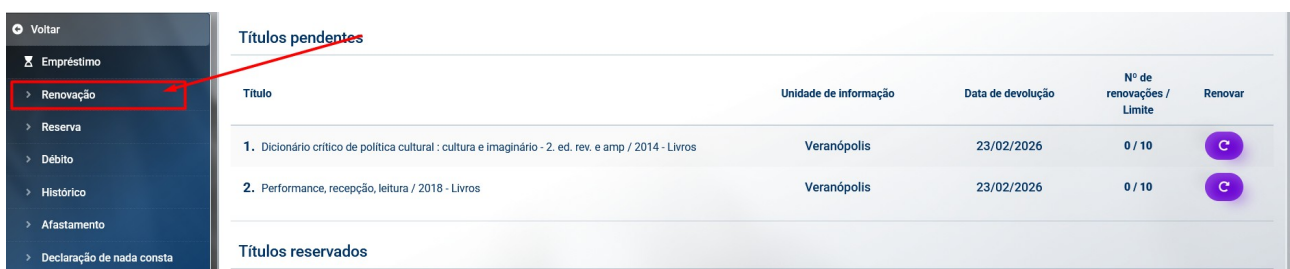 Voltar
Empréstimo
Renovação
Reserva
Débito
Histórico
Afastamento
Declaração de nada consta
Títulos pendentes
Título Unidade de informação Data de devolução Nº de renovações / Limite Renovar
1. Dicionário crítico de política cultural : cultura e imaginário - 2. ed. rev. e amp / 2014 - Livros Veranópolis 23/02/2026 0 / 10
2. Performance, recepção, leitura / 2018 - Livros Veranópolis 23/02/2026 0 / 10
Títulos reservados